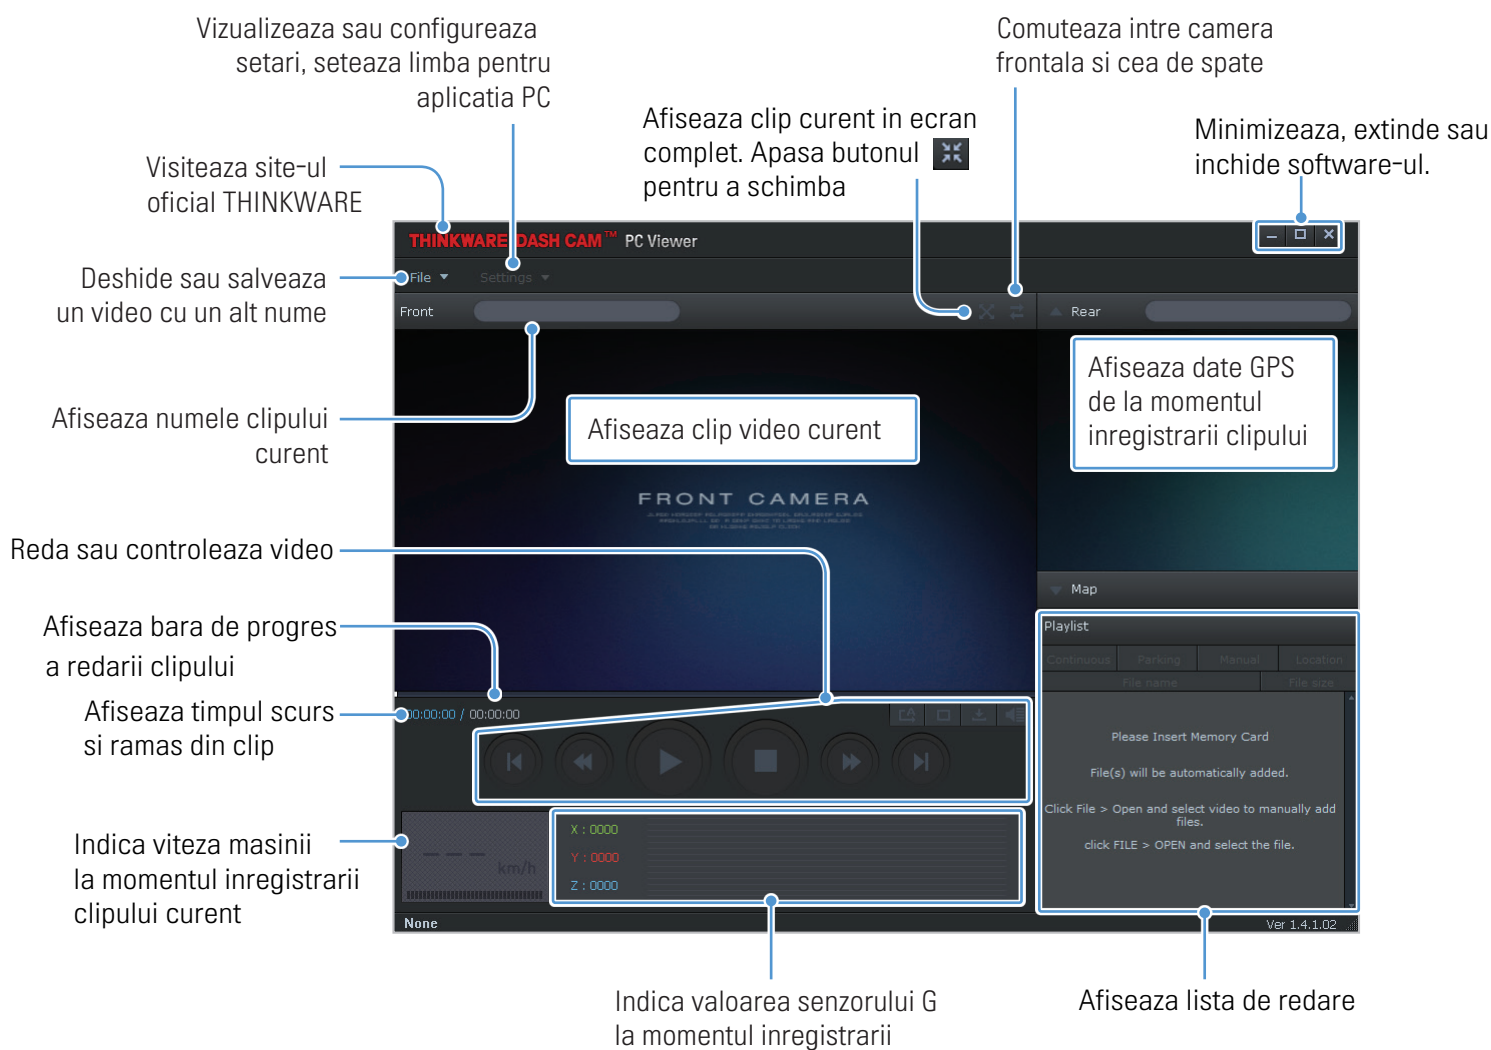 Vizualizeaza sau configureaza
setari, seteaza limba pentru
aplicatia PC
Comuteaza intre camera
frontala si cea de spate
Afiseaza clip curent in ecran
complet. Apasa butonul
pentru a schimba
Minimizeaza, extinde sau
inchide software-ul.
Visiteaza site-ul
oficial THINKWARE
THINKWARE DASH CAM™ PC Viewer
Deshide sau salveaza
un video cu un alt nume
File
Settings
Front
Rear
Afiseaza date GPS
de la momentul
inregistrarii clipului
Afiseaza numele clipului
curent
Afiseaza clip video curent
FRONT CAMERA
Reda sau controleaza video
Map
Afiseaza bara de progres
a redarii clipului
Playlist
Continuous Parking Manual Location
File name File size
Afiseaza timpul scurs
si ramas din clip
00:00:00 / 00:00:00
Please Insert Memory Card
File(s) will be automatically added.
Click File > Open and select video to manually add
files.
click FILE > OPEN and select the file.
Indica viteza masinii
la momentul inregistrarii
clipului curent
km/h
X : 0000
Y : 0000
Z : 0000
None
Ver 1.4.1.02
Indica valoarea senzorului G
la momentul inregistrarii
Afiseaza lista de redare